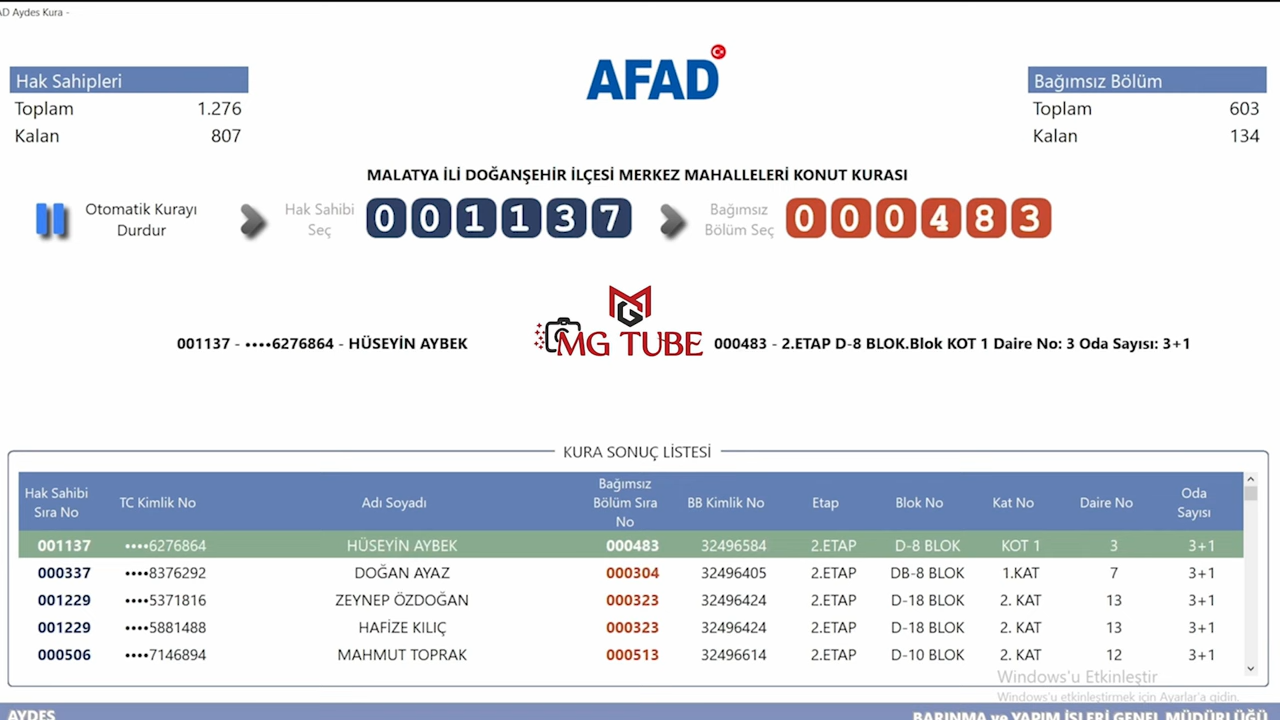 AD Aydes Kura -
AFAD
Hak Sahipleri
Toplam 1.276
Kalan 807
Bağımsız Bölüm
Toplam 603
Kalan 134
MALATYA İLİ DOĞANŞEHİR İLÇESİ MERKEZ MAHALLELERİ KONUT KURASI
Otomatik Kurayı Durdur
Hak Sahibi Seç
001137
Bağımsız Bölüm Seç
000483
MG TUBE
001137 - ••••6276864 - HÜSEYİN AYBEK
000483 - 2.ETAP D-8 BLOK.Blok KOT 1 Daire No: 3 Oda Sayısı: 3+1
KURA SONUÇ LİSTESİ
Hak Sahibi Sıra No TC Kimlik No Adı Soyadı Bağımsız Bölüm Sıra No BB Kimlik No Etap Blok No Kat No Daire No Oda Sayısı
001137 ••••6276864 HÜSEYİN AYBEK 000483 32496584 2.ETAP D-8 BLOK KOT 1 3 3+1
000337 ••••8376292 DOĞAN AYAZ 000304 32496405 2.ETAP DB-8 BLOK 1.KAT 7 3+1
001229 ••••5371816 ZEYNEP ÖZDOĞAN 000323 32496424 2.ETAP D-18 BLOK 2. KAT 13 3+1
001229 ••••5881488 HAFİZE KILIÇ 000323 32496424 2.ETAP D-18 BLOK 2. KAT 13 3+1
000506 ••••7146894 MAHMUT TOPRAK 000513 32496614 2.ETAP D-10 BLOK 2. KAT 12 3+1
Windows'u Etkinleştir
Windows'u etkinleştirmek için Ayarlar'a gidin.
AYDES
BARINMA ve YAPIM İŞLERİ GENEL MÜDÜRLÜĞÜ